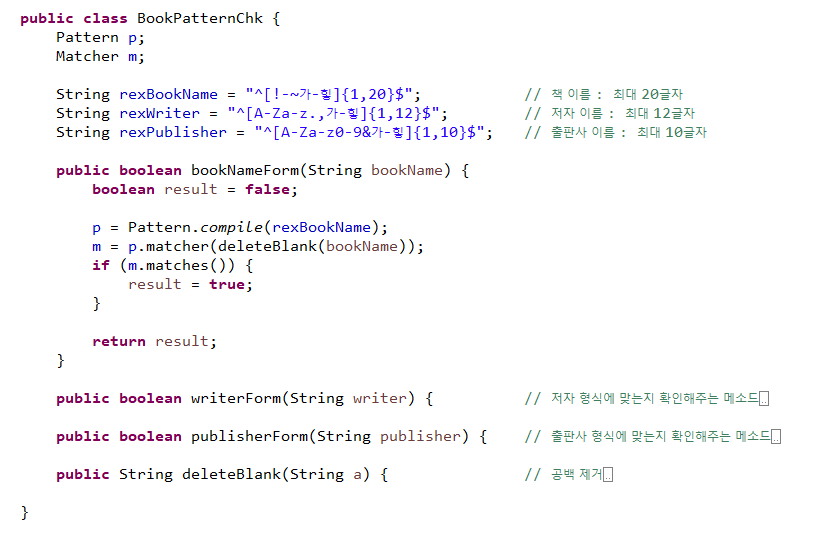 public class BookPatternChk {
Pattern p;
Matcher m;
String rexBookName = "^[!-~가-힣]{1,20}$"; // 책 이름 : 최대 20글자
String rexWriter = "^[A-Za-z.,가-힣]{1,12}$"; // 저자 이름 : 최대 12글자
String rexPublisher = "^[A-Za-z0-9&가-힣]{1,10}$"; // 출판사 이름 : 최대 10글자
public boolean bookNameForm(String bookName) {
boolean result = false;
p = Pattern.compile(rexBookName);
m = p.matcher(deleteBlank(bookName));
if (m.matches()) {
result = true;
}
return result;
}
public boolean writerForm(String writer) { // 저자 형식에 맞는지 확인해주는 메소드..
public boolean publisherForm(String publisher) { // 출판사 형식에 맞는지 확인해주는 메소드..
public String deleteBlank(String a) { // 공백 제거..
}